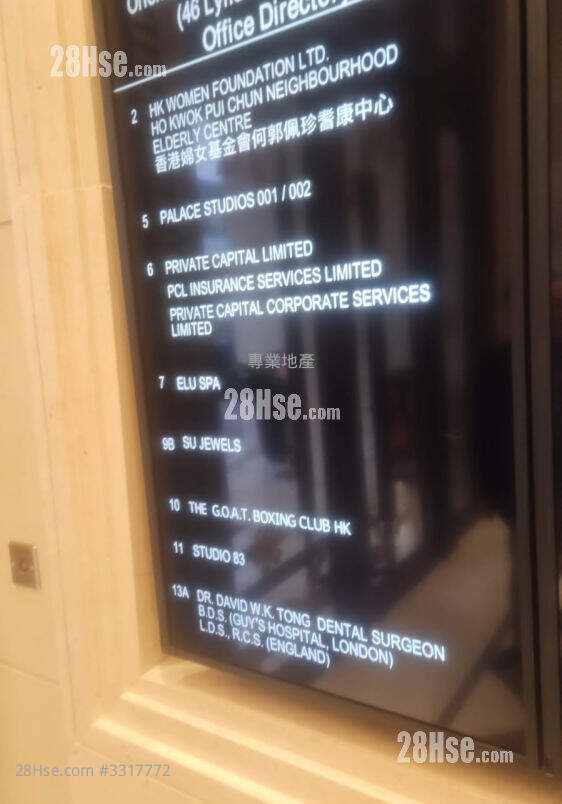 (46 Lyn
Office Directory
28Hse.com
2 HK WOMEN FOUNDATION LTD.
HO KWOK PUI CHUN NEIGHBOURHOOD
ELDERLY CENTRE
香港婦女基金會何郭佩珍耆康中心
5 PALACE STUDIOS 001 / 002
6 PRIVATE CAPITAL LIMITED
PCL INSURANCE SERVICES LIMITED
PRIVATE CAPITAL CORPORATE SERVICES
LIMITED
專業地產
7 ELU SPA
28Hse.com
9B SU JEWELS
10 THE G.O.A.T. BOXING CLUB HK
11 STUDIO 83
13A DR. DAVID W.K. TONG DENTAL SURGEON
B.D.S. (GUY'S HOSPITAL, LONDON)
L.D.S., R.C.S. (ENGLAND)
28Hse.com
28Hse.com #3317772